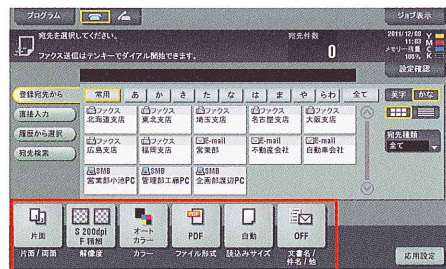 プログラム
ジョブ表示
宛先を選択してください。
ファクス送信はテンキーでダイアル開始できます。
宛先件数
0
2011/12/03
11:03
メモリー残量
100%
Y
M
C
K
設定確認
登録宛先から
常用
あ
か
さ
た
な
は
ま
や
らわ
全て
英字
かな
直接入力
履歴から選択
宛先検索
ファクス
北海道支店
ファクス
東北支店
ファクス
埼玉支店
ファクス
名古屋支店
ファクス
大阪支店
ファクス
広島支店
ファクス
福岡支店
E-mail
営業部
E-mail
不動産会社
E-mail
自動車会社
SMB
営業部小池PC
SMB
管理部工藤PC
SMB
企画部渡辺PC
宛先種類
全て
片面
片面/両面
S 200dpi
F 精細
解像度
オート
カラー
カラー
PDF
ファイル形式
自動
読込みサイズ
OFF
文書名/
件名/他
応用設定